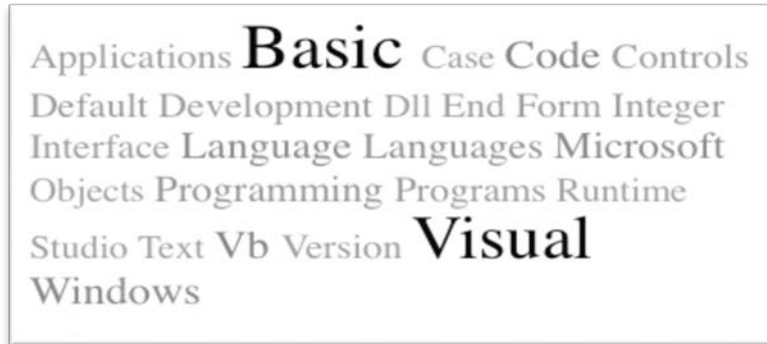 Applications Basic Case Code Controls
Default Development Dll End Form Integer
Interface Language Languages Microsoft
Objects Programming Programs Runtime
Studio Text Vb Version Visual
Windows